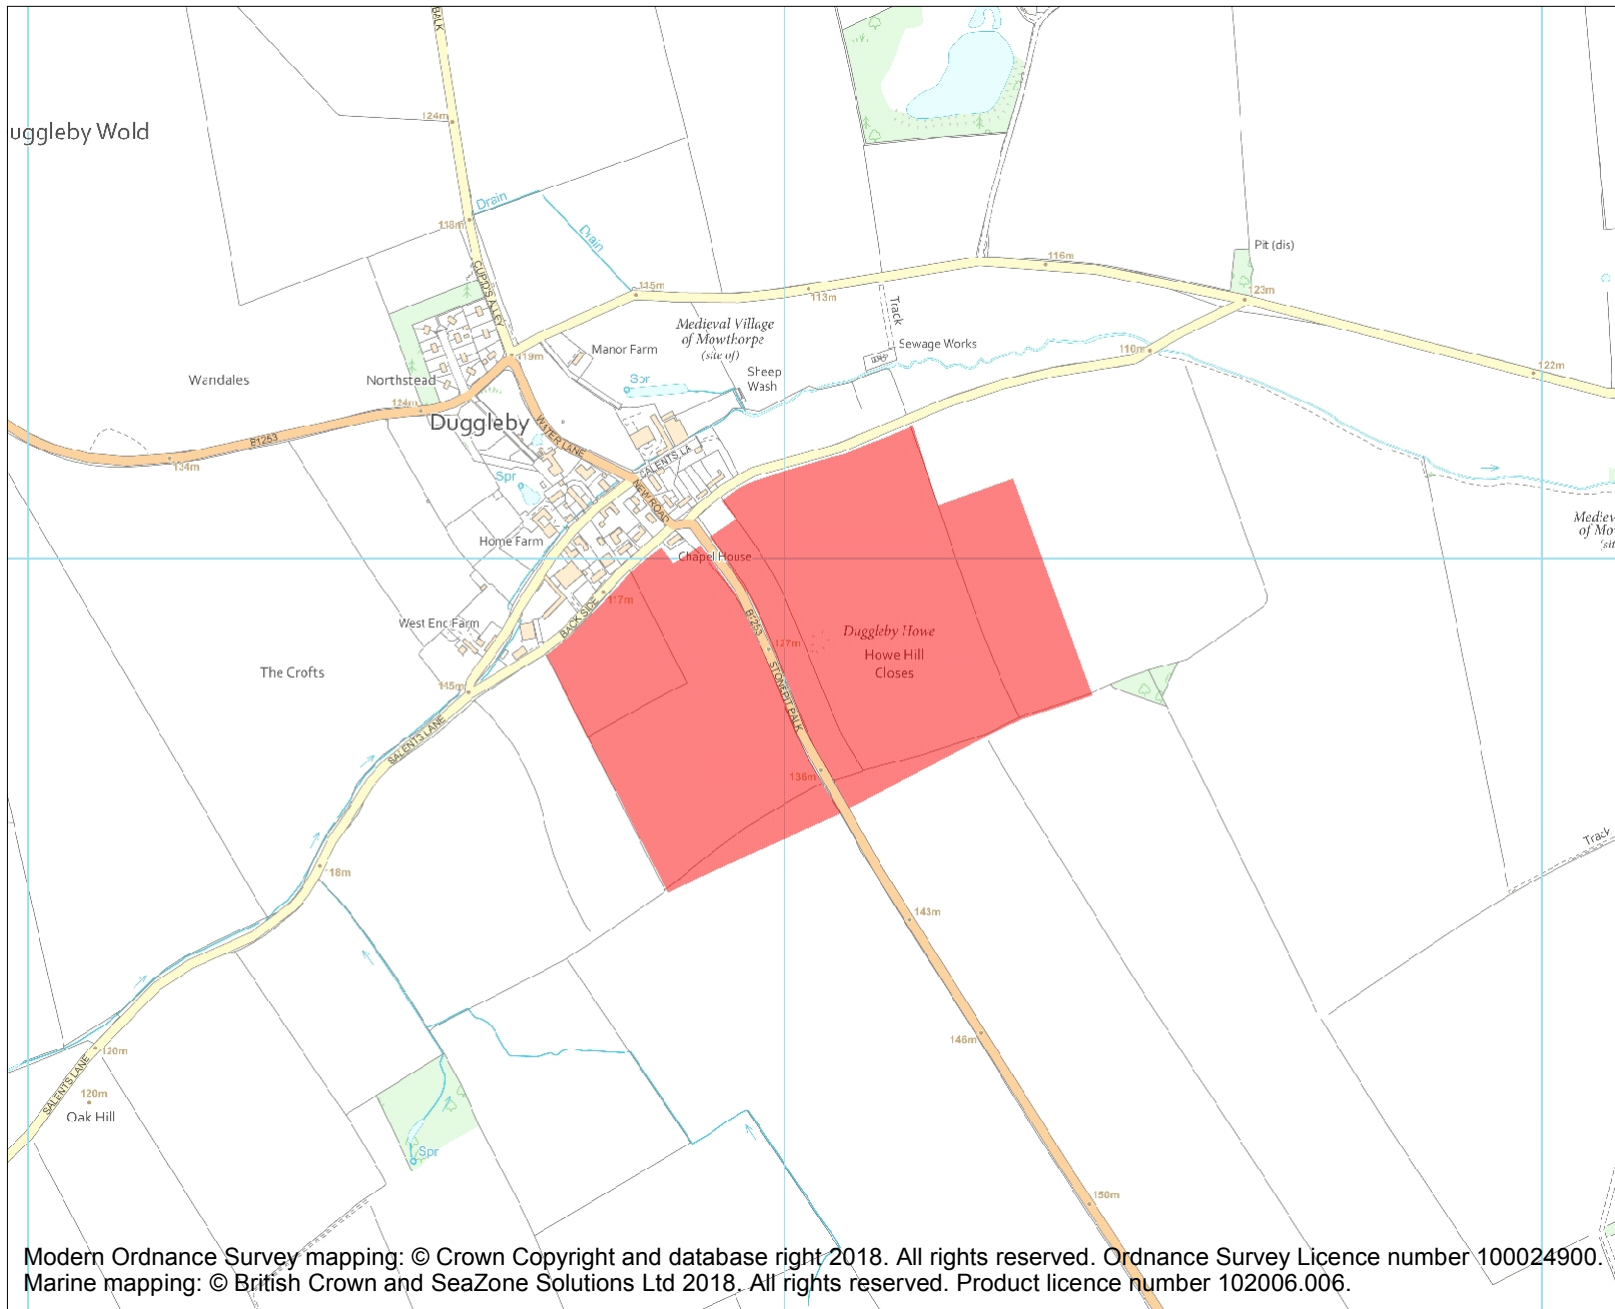 BALK
124m
uggleby Wold
Drain
118m
Drain
CUPID'S ALLEY
Pit (dis)
116m
115m
113m
123m
Track
Medieval Village
of Mowthorpe
(site of)
Manor Farm
Sewage Works
110m
119m
122m
Sheep
Wash
Spr
Wandales
Northstead
124m
Duggleby
WATER LANE
B1253
134m
CALENTS LA
Spr
NEW ROAD
Home Farm
Chapel House
117m
BACK SIDE
West End Farm
B1253
127m
Duggleby Howe
Howe Hill
Closes
The Crofts
115m
STONEPIT BALK
SALENTS LANE
136m
Track
18m
143m
146m
120m
SALENTS LANE
120m
Oak Hill
Spr
150m
Modern Ordnance Survey mapping: © Crown Copyright and database right 2018. All rights reserved. Ordnance Survey Licence number 100024900.
Marine mapping: © British Crown and SeaZone Solutions Ltd 2018. All rights reserved. Product licence number 102006.006.